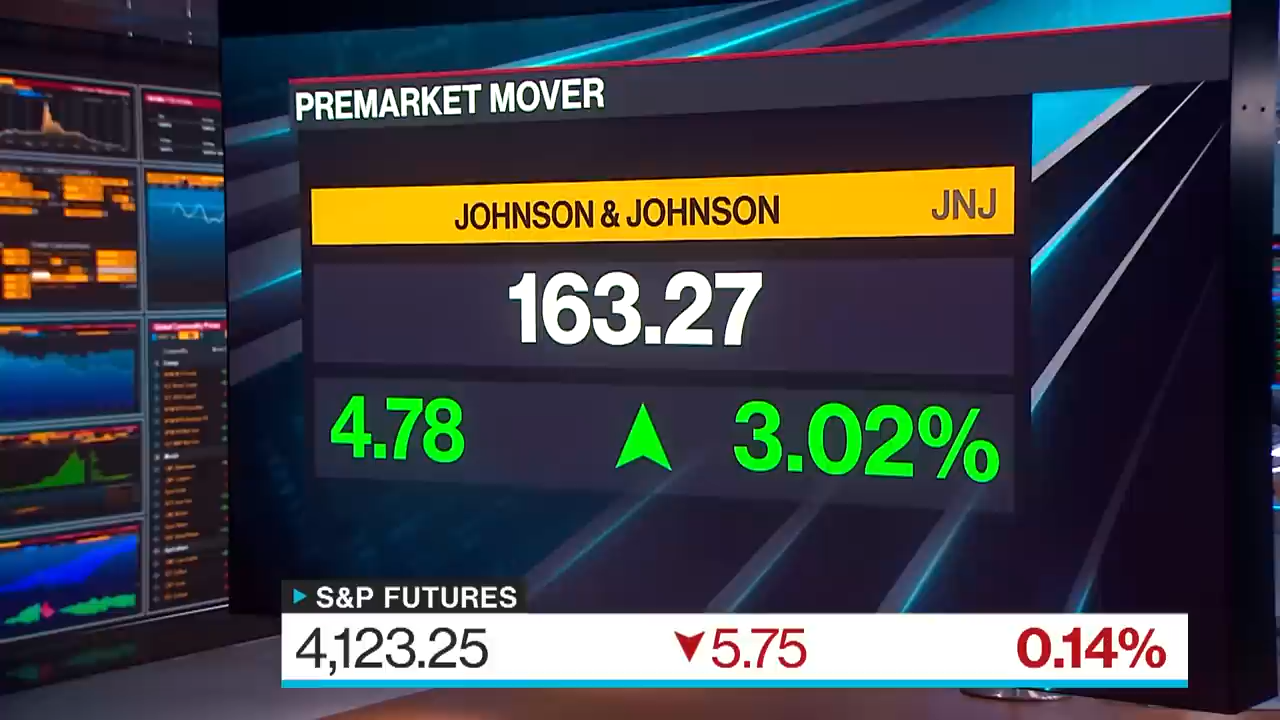 PREMARKET MOVER
JOHNSON & JOHNSON JNJ
163.27
4.78 ▲ 3.02%
S&P FUTURES
4,123.25 ▼5.75 0.14%